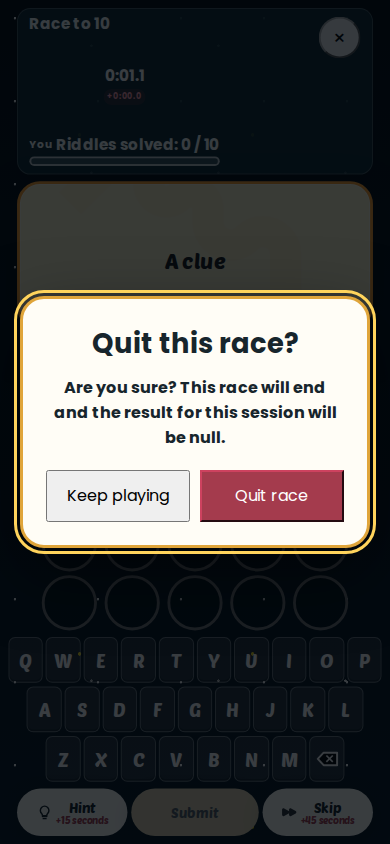 Race to 10
×
0:01.1
+0:00.0
You Riddles solved: 0 / 10
A clue
Quit this race?
Are you sure? This race will end
and the result for this session will
be null.
Keep playing
Quit race
Q W E R T Y U I O P
A S D F G H J K L
Z X C V B N M
Hint
+15 seconds
Submit
Skip
+45 seconds